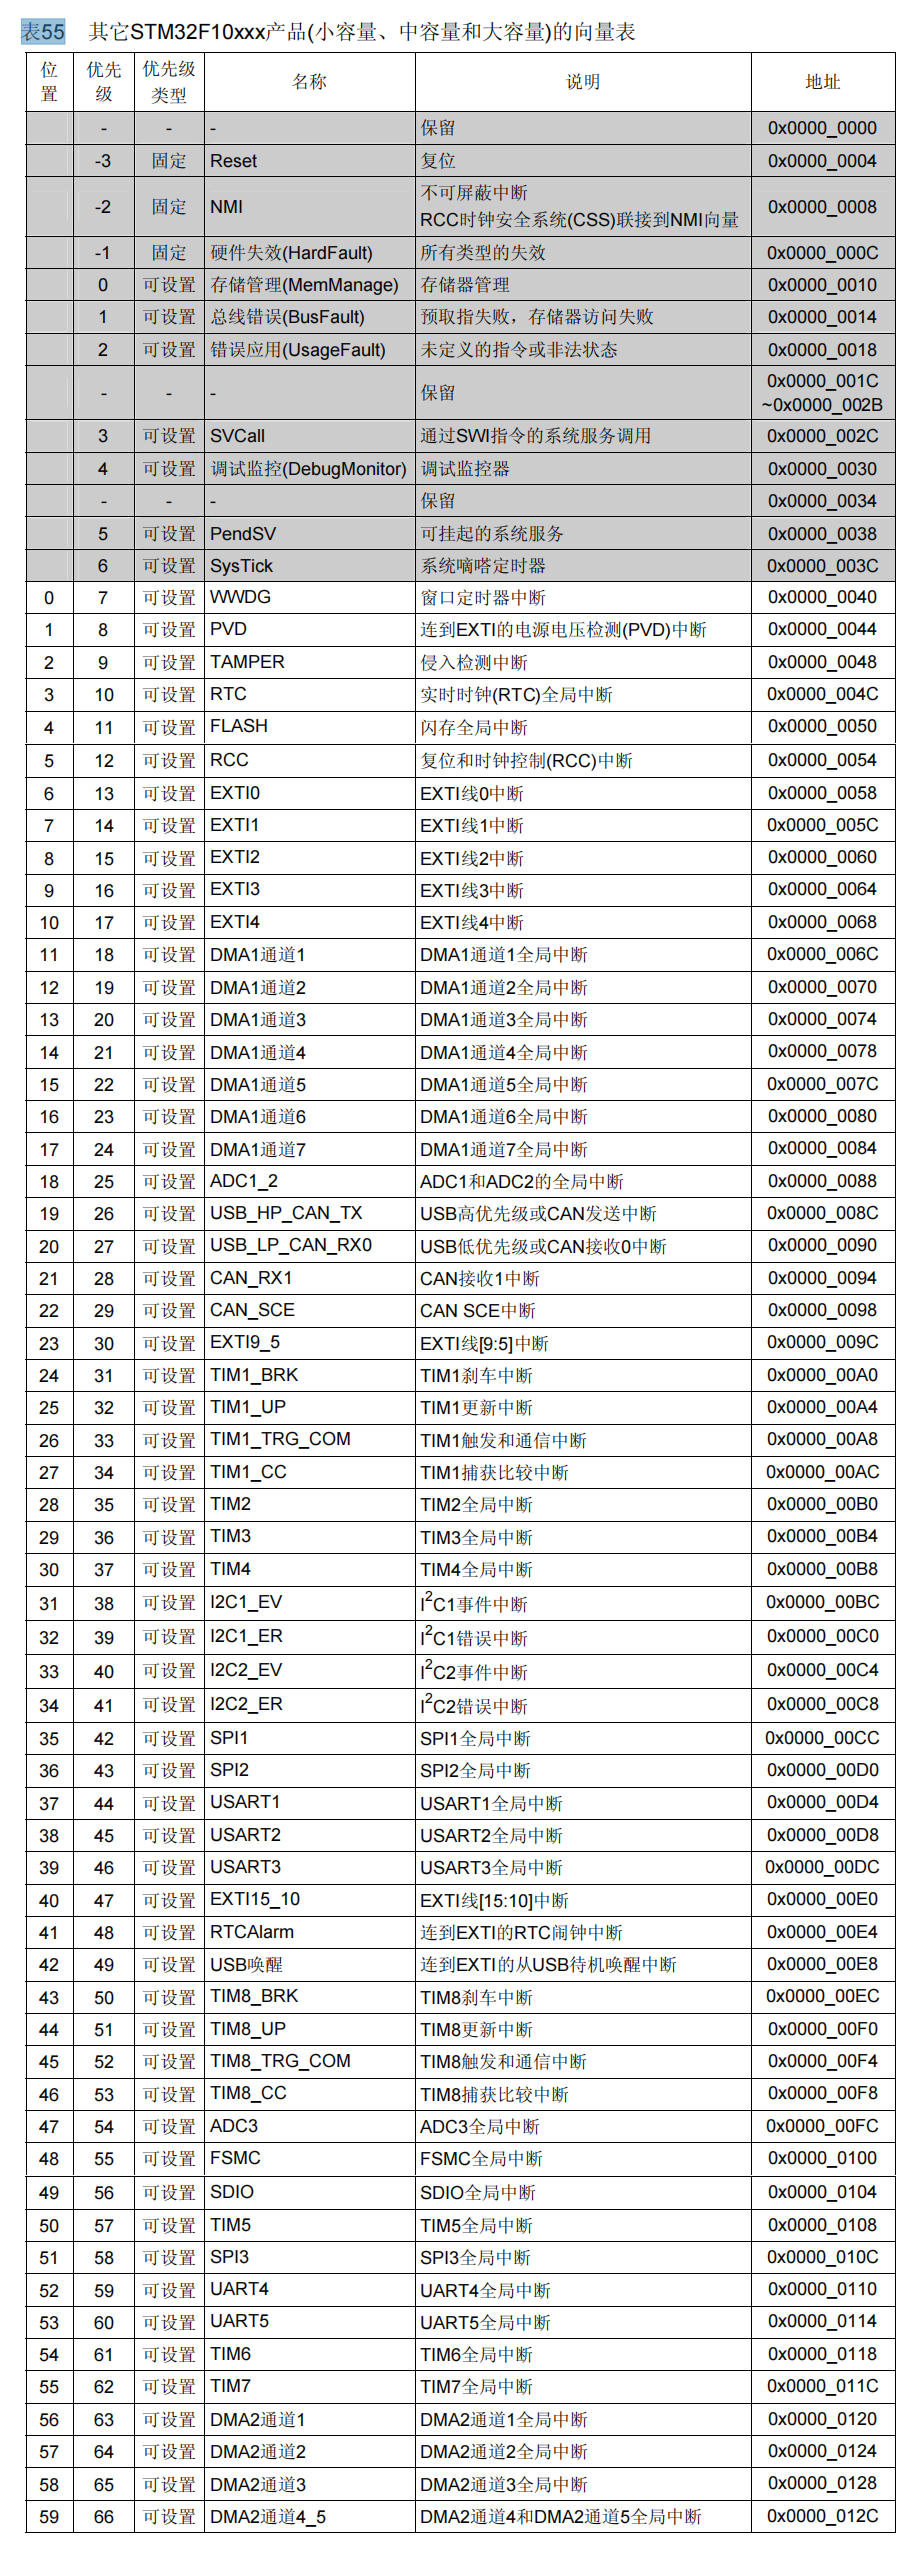 表55 其它STM32F10xxx产品(小容量、中容量和大容量)的向量表
位置 优先级 优先级类型 名称 说明 地址
- - - 保留 0x0000_0000
-3 固定 Reset 复位 0x0000_0004
-2 固定 NMI 不可屏蔽中断
RCC时钟安全系统(CSS)联接到NMI向量 0x0000_0008
-1 固定 硬件失效(HardFault) 所有类型的失效 0x0000_000C
0 可设置 存储管理(MemManage) 存储器管理 0x0000_0010
1 可设置 总线错误(BusFault) 预取指失败，存储器访问失败 0x0000_0014
2 可设置 错误应用(UsageFault) 未定义的指令或非法状态 0x0000_0018
- - - 保留 0x0000_001C
~0x0000_002B
3 可设置 SVCall 通过SWI指令的系统服务调用 0x0000_002C
4 可设置 调试监控(DebugMonitor) 调试监控器 0x0000_0030
- - - 保留 0x0000_0034
5 可设置 PendSV 可挂起的系统服务 0x0000_0038
6 可设置 SysTick 系统嘀嗒定时器 0x0000_003C
0 7 可设置 WWDG 窗口定时器中断 0x0000_0040
1 8 可设置 PVD 连到EXTI的电源电压检测(PVD)中断 0x0000_0044
2 9 可设置 TAMPER 侵入检测中断 0x0000_0048
3 10 可设置 RTC 实时时钟(RTC)全局中断 0x0000_004C
4 11 可设置 FLASH 闪存全局中断 0x0000_0050
5 12 可设置 RCC 复位和时钟控制(RCC)中断 0x0000_0054
6 13 可设置 EXTI0 EXTI线0中断 0x0000_0058
7 14 可设置 EXTI1 EXTI线1中断 0x0000_005C
8 15 可设置 EXTI2 EXTI线2中断 0x0000_0060
9 16 可设置 EXTI3 EXTI线3中断 0x0000_0064
10 17 可设置 EXTI4 EXTI线4中断 0x0000_0068
11 18 可设置 DMA1通道1 DMA1通道1全局中断 0x0000_006C
12 19 可设置 DMA1通道2 DMA1通道2全局中断 0x0000_0070
13 20 可设置 DMA1通道3 DMA1通道3全局中断 0x0000_0074
14 21 可设置 DMA1通道4 DMA1通道4全局中断 0x0000_0078
15 22 可设置 DMA1通道5 DMA1通道5全局中断 0x0000_007C
16 23 可设置 DMA1通道6 DMA1通道6全局中断 0x0000_0080
17 24 可设置 DMA1通道7 DMA1通道7全局中断 0x0000_0084
18 25 可设置 ADC1_2 ADC1和ADC2的全局中断 0x0000_0088
19 26 可设置 USB_HP_CAN_TX USB高优先级或CAN发送中断 0x0000_008C
20 27 可设置 USB_LP_CAN_RX0 USB低优先级或CAN接收0中断 0x0000_0090
21 28 可设置 CAN_RX1 CAN接收1中断 0x0000_0094
22 29 可设置 CAN_SCE CAN SCE中断 0x0000_0098
23 30 可设置 EXTI9_5 EXTI线[9:5]中断 0x0000_009C
24 31 可设置 TIM1_BRK TIM1刹车中断 0x0000_00A0
25 32 可设置 TIM1_UP TIM1更新中断 0x0000_00A4
26 33 可设置 TIM1_TRG_COM TIM1触发和通信中断 0x0000_00A8
27 34 可设置 TIM1_CC TIM1捕获比较中断 0x0000_00AC
28 35 可设置 TIM2 TIM2全局中断 0x0000_00B0
29 36 可设置 TIM3 TIM3全局中断 0x0000_00B4
30 37 可设置 TIM4 TIM4全局中断 0x0000_00B8
31 38 可设置 I2C1_EV I²C1事件中断 0x0000_00BC
32 39 可设置 I2C1_ER I²C1错误中断 0x0000_00C0
33 40 可设置 I2C2_EV I²C2事件中断 0x0000_00C4
34 41 可设置 I2C2_ER I²C2错误中断 0x0000_00C8
35 42 可设置 SPI1 SPI1全局中断 0x0000_00CC
36 43 可设置 SPI2 SPI2全局中断 0x0000_00D0
37 44 可设置 USART1 USART1全局中断 0x0000_00D4
38 45 可设置 USART2 USART2全局中断 0x0000_00D8
39 46 可设置 USART3 USART3全局中断 0x0000_00DC
40 47 可设置 EXTI15_10 EXTI线[15:10]中断 0x0000_00E0
41 48 可设置 RTCAlarm 连到EXTI的RTC闹钟中断 0x0000_00E4
42 49 可设置 USB唤醒 连到EXTI的从USB待机唤醒中断 0x0000_00E8
43 50 可设置 TIM8_BRK TIM8刹车中断 0x0000_00EC
44 51 可设置 TIM8_UP TIM8更新中断 0x0000_00F0
45 52 可设置 TIM8_TRG_COM TIM8触发和通信中断 0x0000_00F4
46 53 可设置 TIM8_CC TIM8捕获比较中断 0x0000_00F8
47 54 可设置 ADC3 ADC3全局中断 0x0000_00FC
48 55 可设置 FSMC FSMC全局中断 0x0000_0100
49 56 可设置 SDIO SDIO全局中断 0x0000_0104
50 57 可设置 TIM5 TIM5全局中断 0x0000_0108
51 58 可设置 SPI3 SPI3全局中断 0x0000_010C
52 59 可设置 UART4 UART4全局中断 0x0000_0110
53 60 可设置 UART5 UART5全局中断 0x0000_0114
54 61 可设置 TIM6 TIM6全局中断 0x0000_0118
55 62 可设置 TIM7 TIM7全局中断 0x0000_011C
56 63 可设置 DMA2通道1 DMA2通道1全局中断 0x0000_0120
57 64 可设置 DMA2通道2 DMA2通道2全局中断 0x0000_0124
58 65 可设置 DMA2通道3 DMA2通道3全局中断 0x0000_0128
59 66 可设置 DMA2通道4_5 DMA2通道4和DMA2通道5全局中断 0x0000_012C